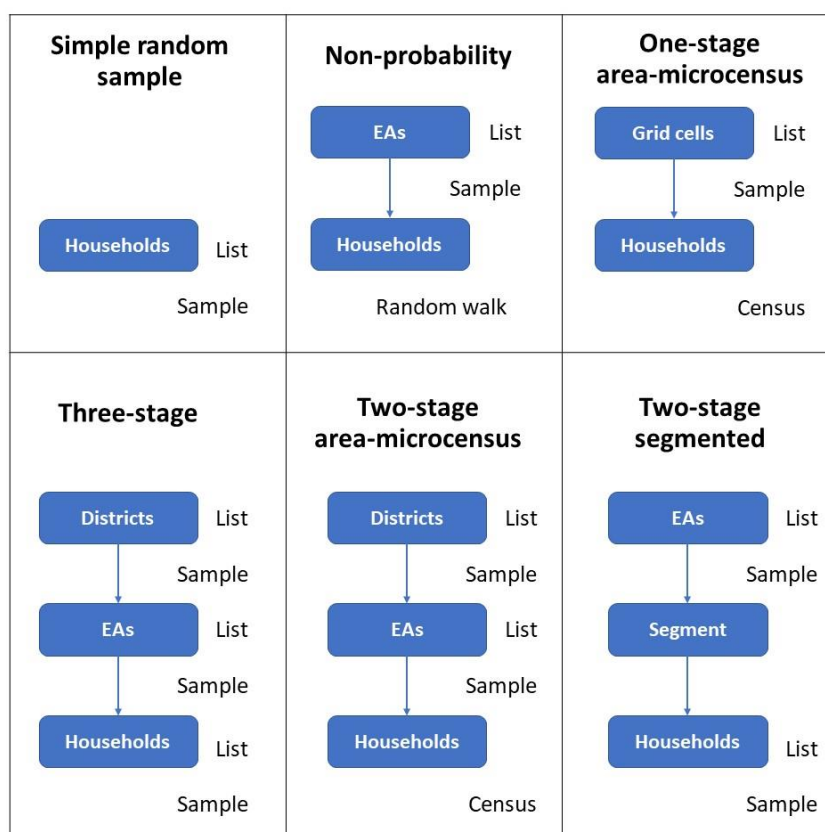 Simple random
sample
Households
List
Sample
Non-probability
EAs
List
Sample
Households
Random walk
One-stage
area-microcensus
Grid cells
List
Sample
Households
Census
Three-stage
Districts
List
Sample
EAs
List
Sample
Households
List
Sample
Two-stage
area-microcensus
Districts
List
Sample
EAs
List
Sample
Households
Census
Two-stage
segmented
EAs
List
Sample
Segment
Households
List
Sample